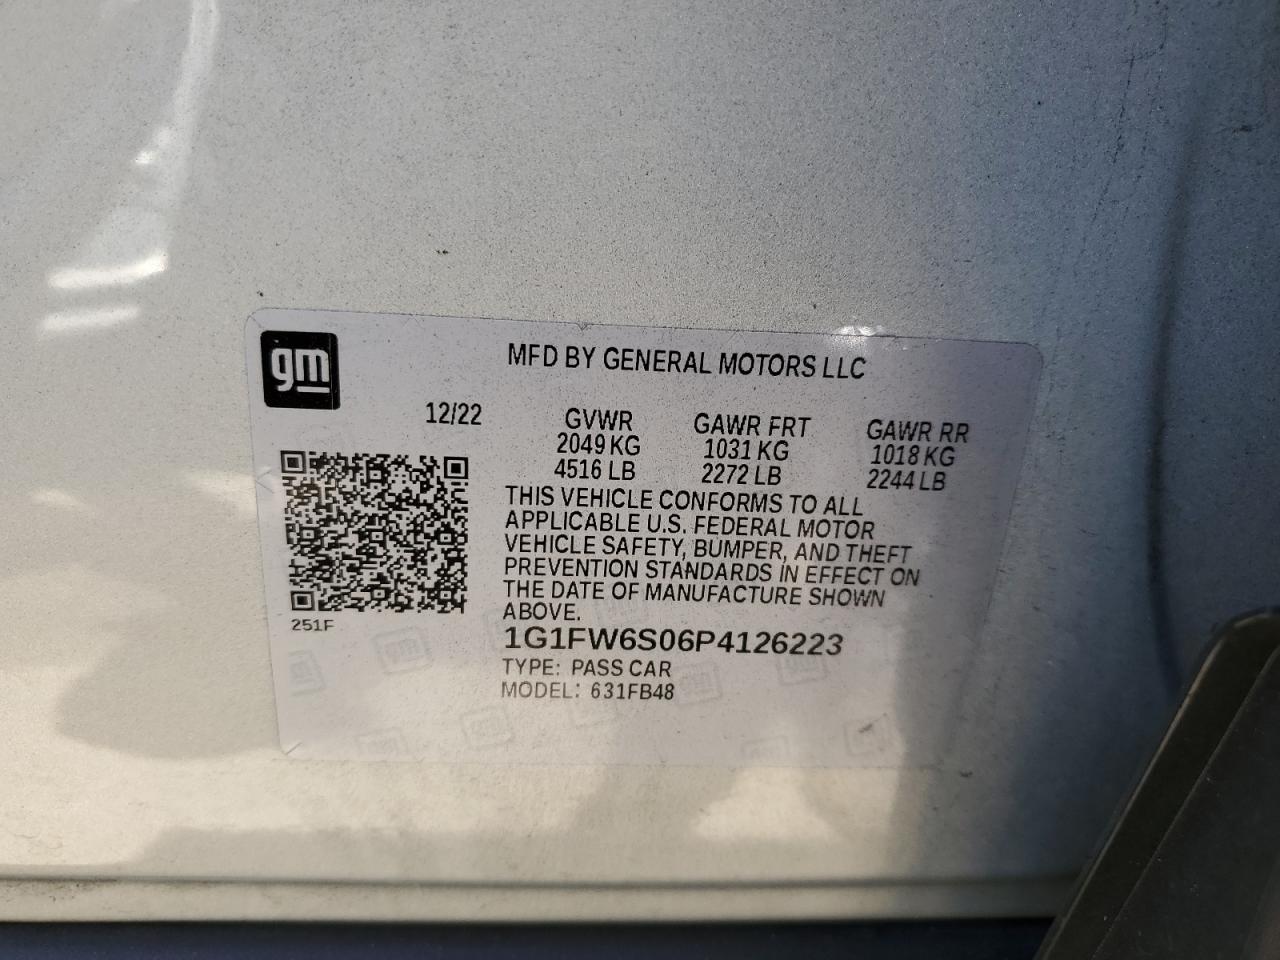 gm
MFD BY GENERAL MOTORS LLC
12/22 GVWR GAWR FRT GAWR RR
2049 KG 1031 KG 1018 KG
4516 LB 2272 LB 2244 LB
THIS VEHICLE CONFORMS TO ALL
APPLICABLE U.S. FEDERAL MOTOR
VEHICLE SAFETY, BUMPER, AND THEFT
PREVENTION STANDARDS IN EFFECT ON
THE DATE OF MANUFACTURE SHOWN
ABOVE.
251F
1G1FW6S06P4126223
TYPE: PASS CAR
MODEL: 631FB48